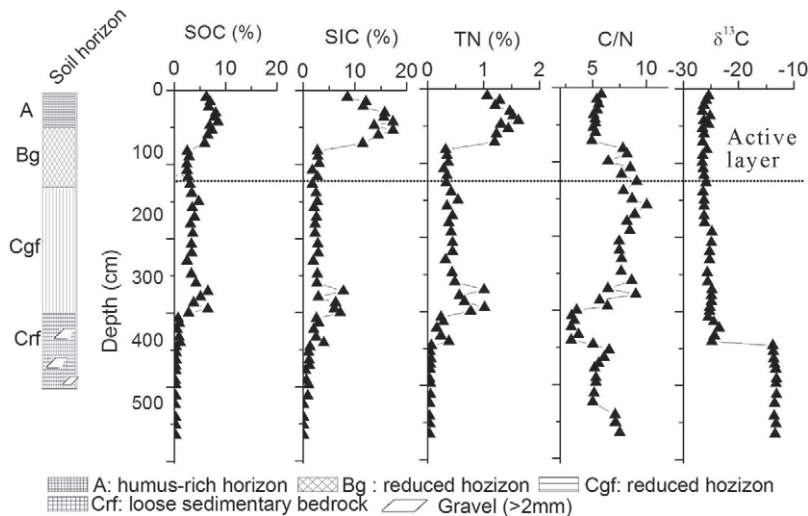 SOC (%) SIC (%) TN (%) C/N δ¹³C
Soil horizon
0 10 20 0 10 20 0 1 2 0 5 10 -30 -20 -10
0
100
200
300
400
500
Depth (cm)
A
Bg
Cgf
Crf
Active
layer
A: humus-rich horizon Bg : reduced hozizon Cgf: reduced hozizon
Crf: loose sedimentary bedrock Gravel (>2mm)